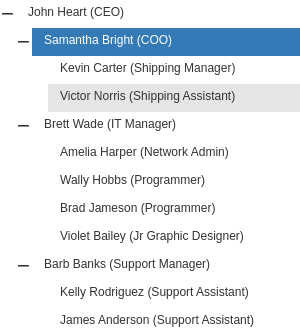 John Heart (CEO)
Samantha Bright (COO)
Kevin Carter (Shipping Manager)
Victor Norris (Shipping Assistant)
Brett Wade (IT Manager)
Amelia Harper (Network Admin)
Wally Hobbs (Programmer)
Brad Jameson (Programmer)
Violet Bailey (Jr Graphic Designer)
Barb Banks (Support Manager)
Kelly Rodriguez (Support Assistant)
James Anderson (Support Assistant)